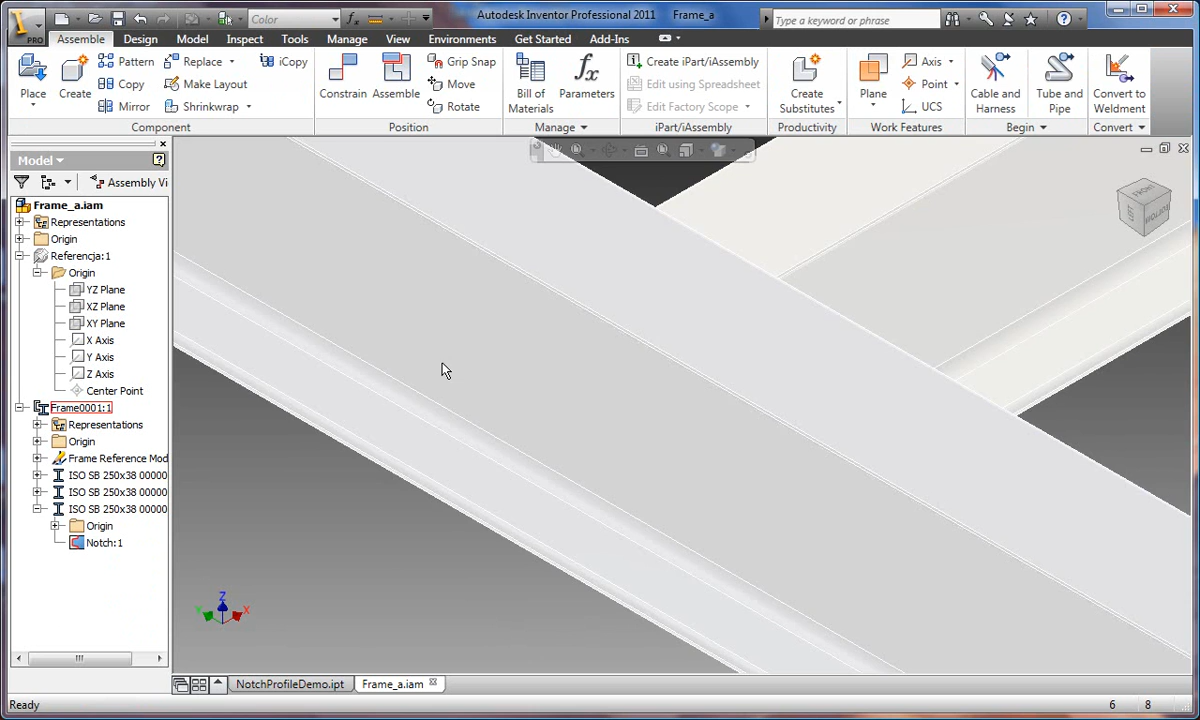 Color
Autodesk Inventor Professional 2011 Frame_a
Type a keyword or phrase
PRO
Assemble Design Model Inspect Tools Manage View Environments Get Started Add-Ins
Place
Create
Pattern
Copy
Mirror
Replace
Make Layout
Shrinkwrap
iCopy
Component
Constrain
Assemble
Grip Snap
Move
Rotate
Position
Bill of
Materials
Parameters
Manage
Create iPart/iAssembly
Edit using Spreadsheet
Edit Factory Scope
iPart/iAssembly
Create
Substitutes
Productivity
Plane
Axis
Point
UCS
Work Features
Cable and
Harness
Tube and
Pipe
Begin
Convert to
Weldment
Convert
Model
Assembly Vi
Frame_a.iam
Representations
Origin
Referencja:1
Origin
YZ Plane
XZ Plane
XY Plane
X Axis
Y Axis
Z Axis
Center Point
Frame0001:1
Representations
Origin
Frame Reference Mod
ISO SB 250x38 00000
ISO SB 250x38 00000
ISO SB 250x38 00000
Origin
Notch:1
FRONT
Z
Y
X
NotchProfileDemo.ipt Frame_a.iam
Ready 6 8